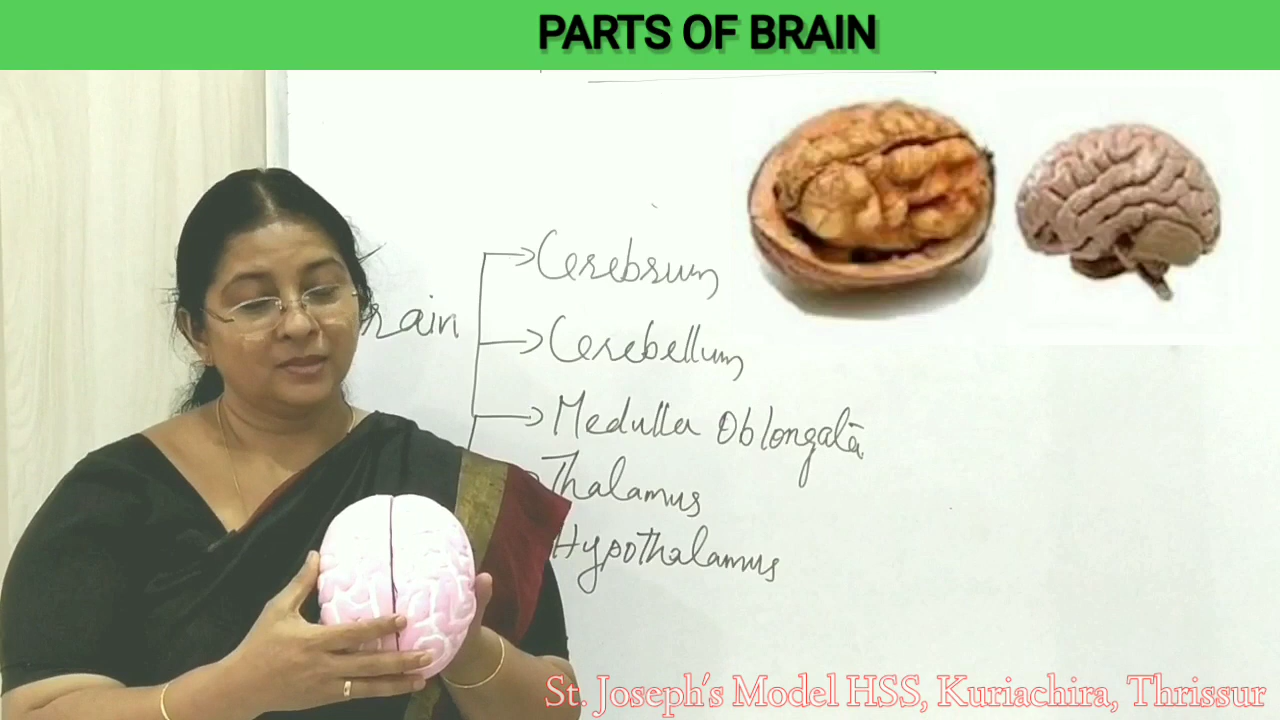 PARTS OF BRAIN
rain
Cerebrum
Cerebellum
Medulla Oblongata
Thalamus
Hypothalamus
St. Joseph's Model HSS, Kuriachira, Thrissur